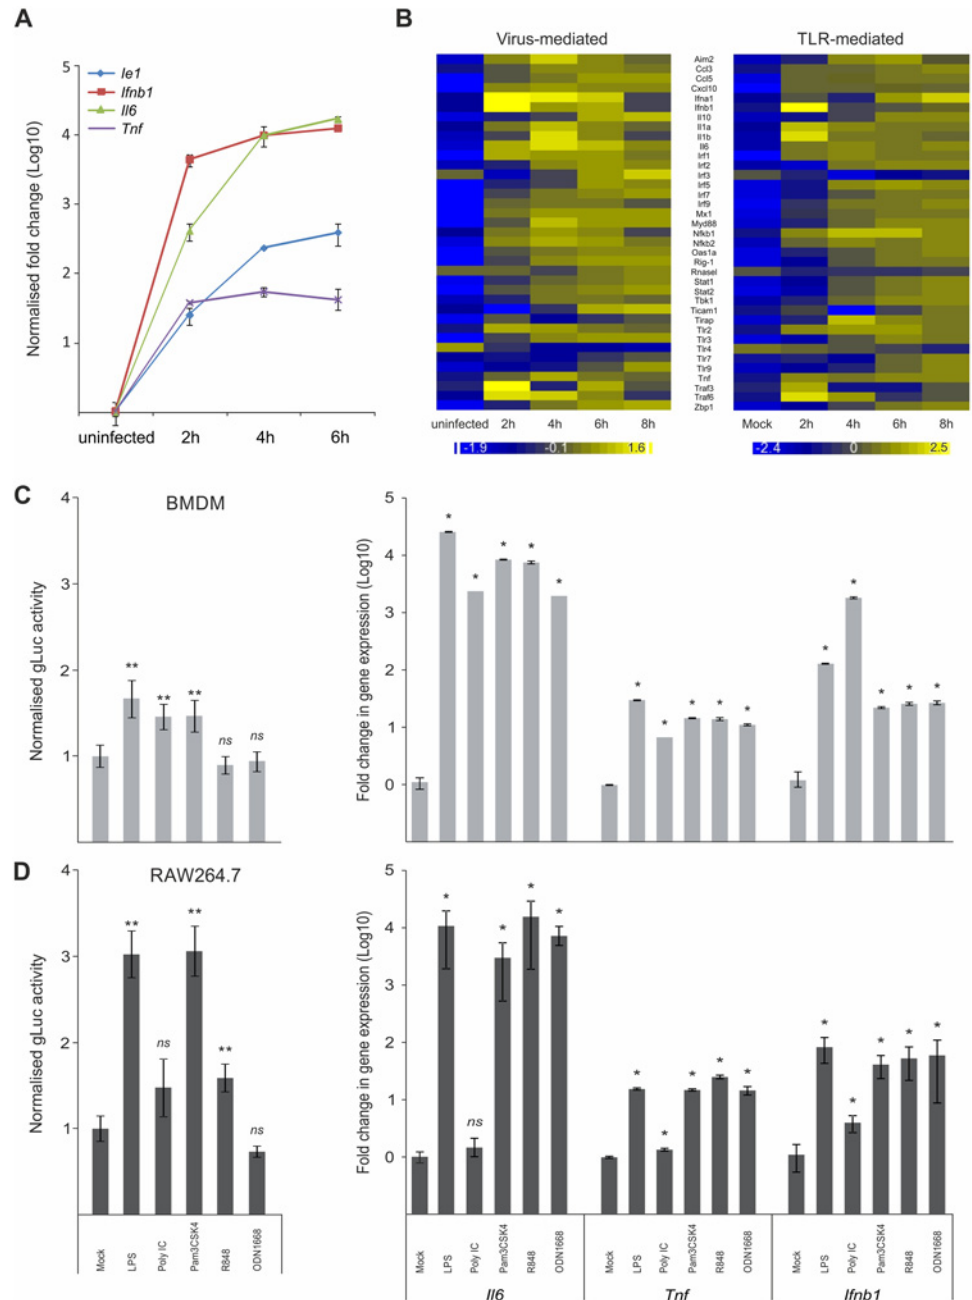 A
Normalised fold change (Log10)
5
4
3
2
1
Ie1
Ifnb1
Il6
Tnf
uninfected 2h 4h 6h
B
Virus-mediated TLR-mediated
Aim2
Ccl3
Ccl5
Cxcl10
Ifna1
Ifnb1
Il10
Il1a
Il1b
Il6
Irf1
Irf2
Irf3
Irf5
Irf7
Irf9
Mx1
Myd88
Nfkb1
Nfkb2
Oas1a
Rig-1
Rnasel
Stat1
Stat2
Tbk1
Ticam1
Tirap
Tlr2
Tlr3
Tlr4
Tlr7
Tlr9
Tnf
Traf3
Traf6
Zbp1
uninfected 2h 4h 6h 8h Mock 2h 4h 6h 8h
-1.9 -0.1 1.6 -2.4 0 2.5
C
BMDM
Normalised gLuc activity
4
3
2
1
** ** ** ns ns
Fold change in gene expression (Log10)
5
4
3
2
1
0
* * * * *
* * * * *
* * * * *
D
RAW264.7
Normalised gLuc activity
4
3
2
1
** ns ** ** ns
Mock LPS Poly IC Pam3CSK4 R848 ODN1668
Fold change in gene expression (Log10)
5
4
3
2
1
0
* ns * * *
* * * * *
* * * * *
Mock LPS Poly IC Pam3CSK4 R848 ODN1668 Mock LPS Poly IC Pam3CSK4 R848 ODN1668 Mock LPS Poly IC Pam3CSK4 R848 ODN1668
Il6 Tnf Ifnb1